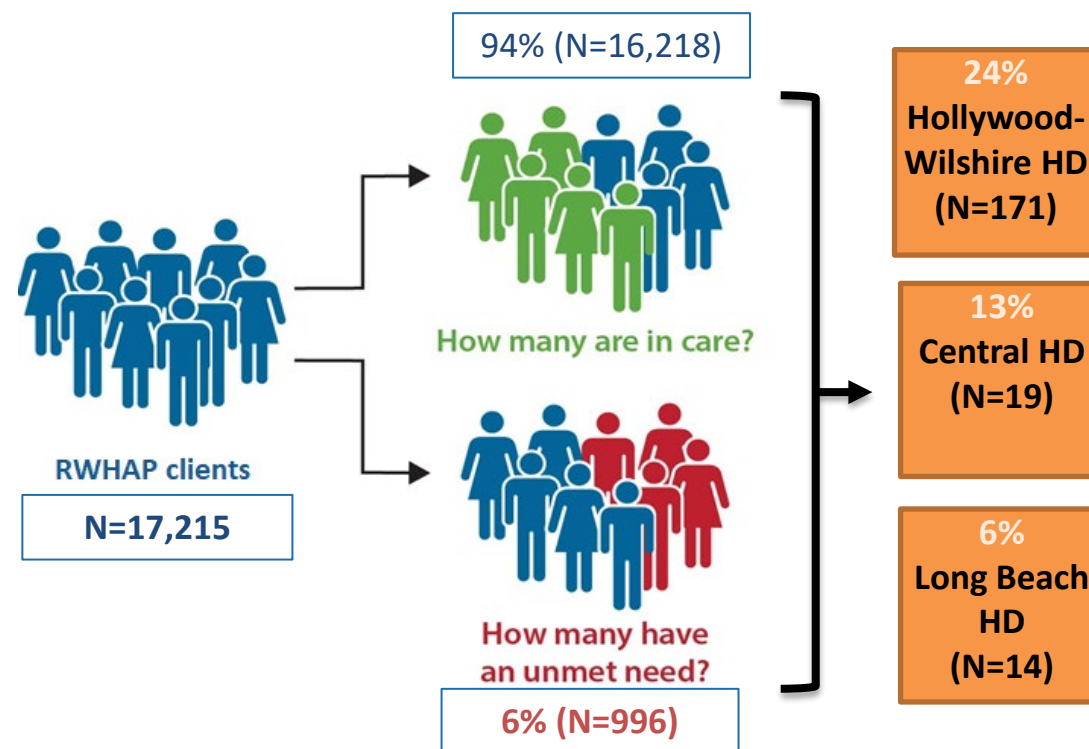 94% (N=16,218)
How many are in care?
RWHAP clients
N=17,215
How many have
an unmet need?
6% (N=996)
24%
Hollywood-
Wilshire HD
(N=171)
13%
Central HD
(N=19)
6%
Long Beach
HD
(N=14)